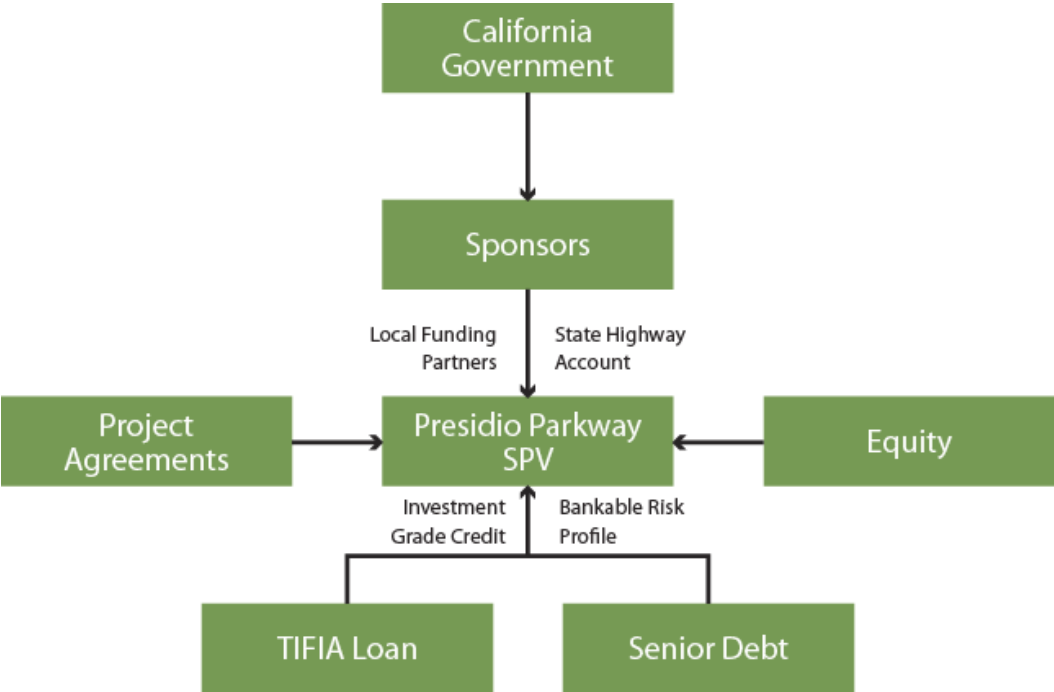 California
Government
Sponsors
Local Funding
Partners
State Highway
Account
Project
Agreements
Presidio Parkway
SPV
Equity
Investment
Grade Credit
Bankable Risk
Profile
TIFIA Loan
Senior Debt